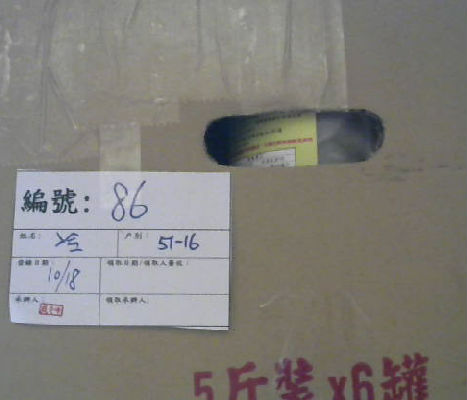 編號: 86
姓名: 戶別: 51-16
登錄日期: 領取日期/領取人簽收:
10/18
承辦人: 領取承辦人:
5斤裝x6罐